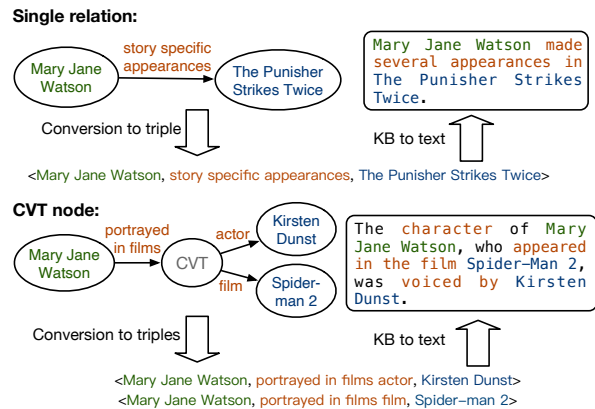 Single relation:
story specific
appearances
Mary Jane
Watson
The Punisher
Strikes Twice
Mary Jane Watson made
several appearances in
The Punisher Strikes
Twice.
Conversion to triple
KB to text
<Mary Jane Watson, story specific appearances, The Punisher Strikes Twice>
CVT node:
portrayed
in films
Mary Jane
Watson
CVT
actor
film
Kirsten
Dunst
Spider-
man 2
The character of Mary
Jane Watson, who appeared
in the film Spider-Man 2,
was voiced by Kirsten
Dunst.
Conversion to triples
KB to text
<Mary Jane Watson, portrayed in films actor, Kirsten Dunst>
<Mary Jane Watson, portrayed in films film, Spider-man 2>